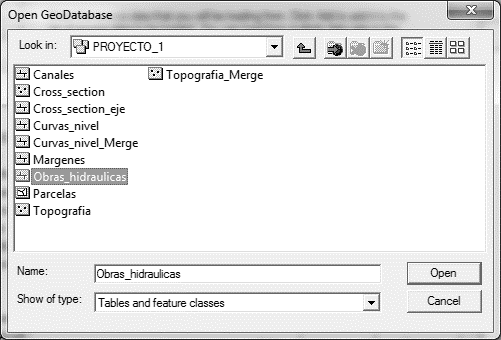 Open GeoDatabase
Look in: PROYECTO_1
Canales
Cross_section
Cross_section_eje
Curvas_nivel
Curvas_nivel_Merge
Margenes
Obras_hidraulicas
Parcelas
Topografia
Topografia_Merge
Name: Obras_hidraulicas
Open
Show of type: Tables and feature classes
Cancel